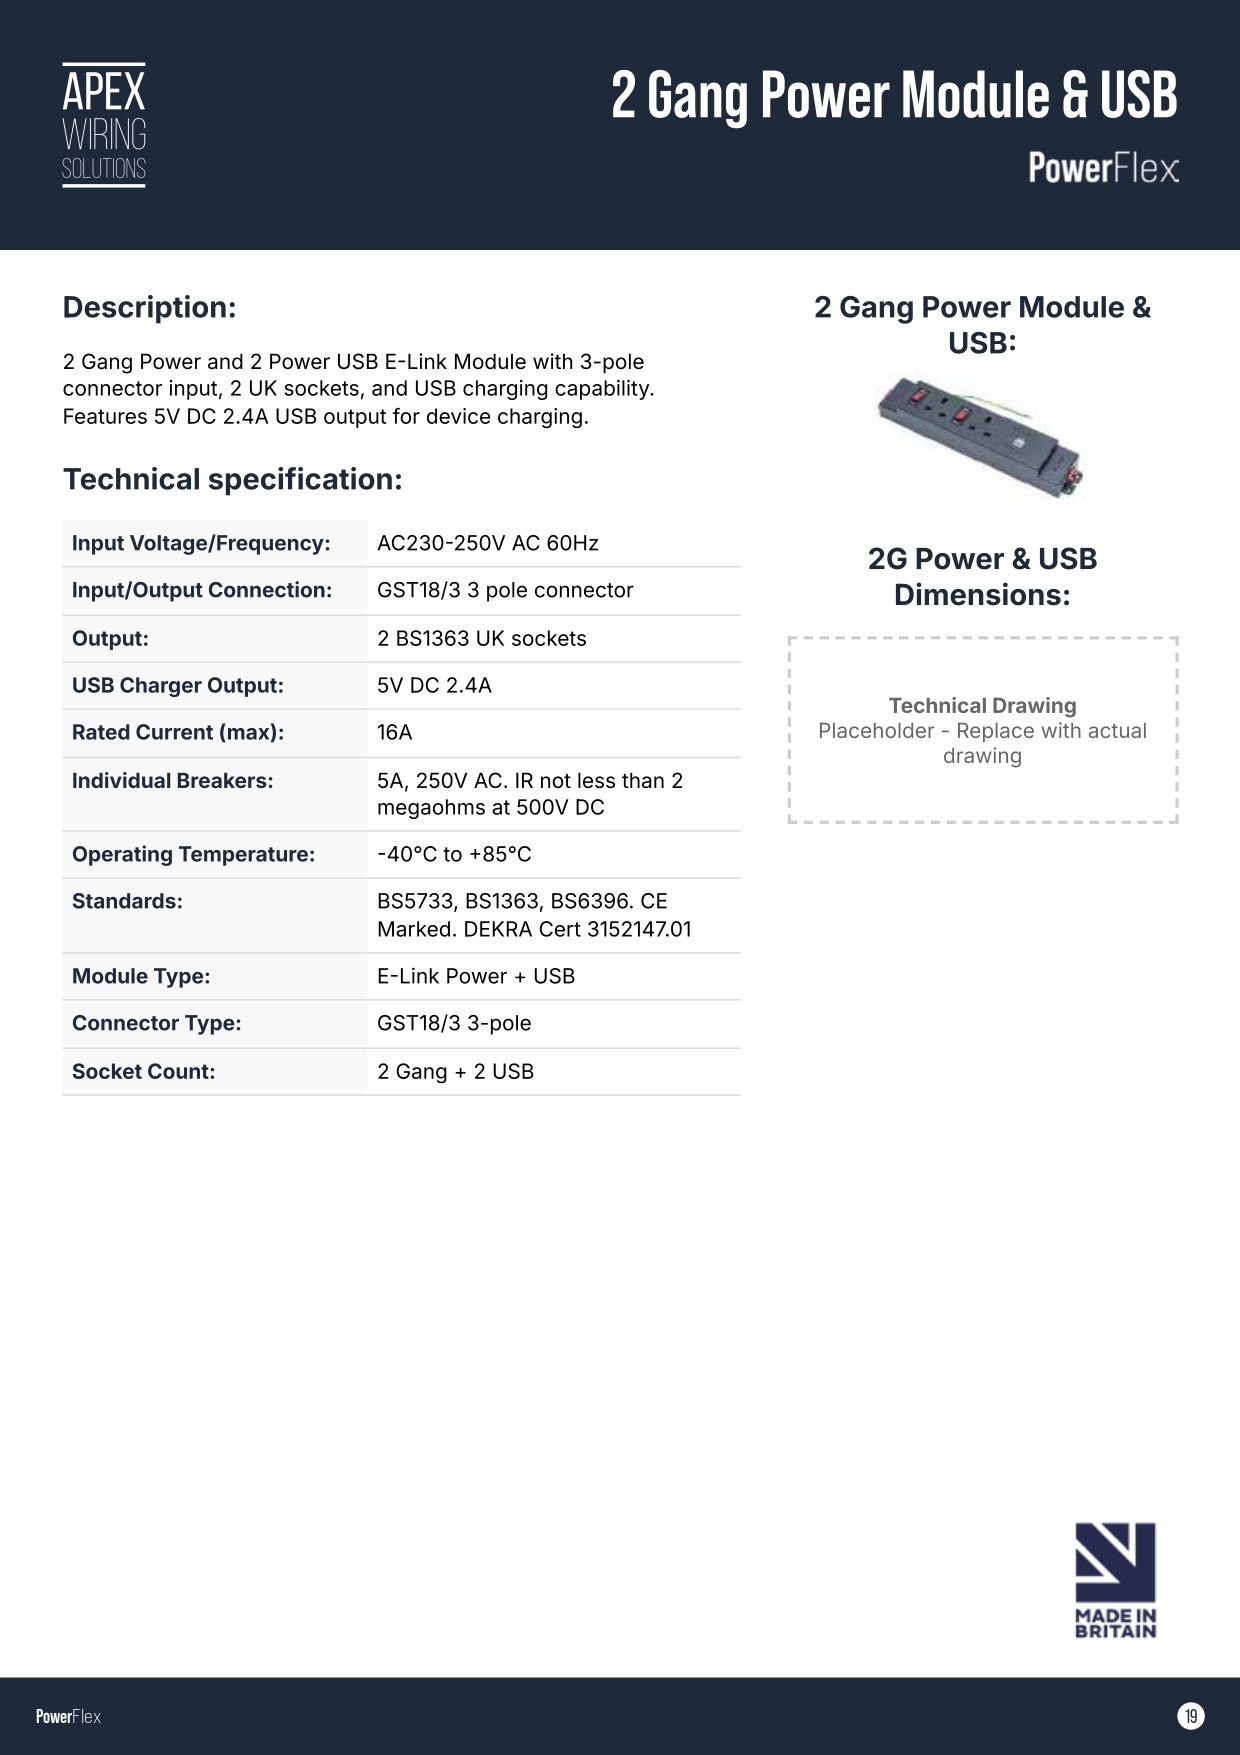 APEX
WIRING
SOLUTIONS
2 Gang Power Module & USB
PowerFlex
Description:
2 Gang Power and 2 Power USB E-Link Module with 3-pole
connector input, 2 UK sockets, and USB charging capability.
Features 5V DC 2.4A USB output for device charging.
Technical specification:
Input Voltage/Frequency: AC230-250V AC 60Hz
Input/Output Connection: GST18/3 3 pole connector
Output: 2 BS1363 UK sockets
USB Charger Output: 5V DC 2.4A
Rated Current (max): 16A
Individual Breakers: 5A, 250V AC. IR not less than 2
megaohms at 500V DC
Operating Temperature: -40°C to +85°C
Standards: BS5733, BS1363, BS6396. CE
Marked. DEKRA Cert 3152147.01
Module Type: E-Link Power + USB
Connector Type: GST18/3 3-pole
Socket Count: 2 Gang + 2 USB
2 Gang Power Module &
USB:
2G Power & USB
Dimensions:
Technical Drawing
Placeholder - Replace with actual
drawing
MADE IN
BRITAIN
PowerFlex
19